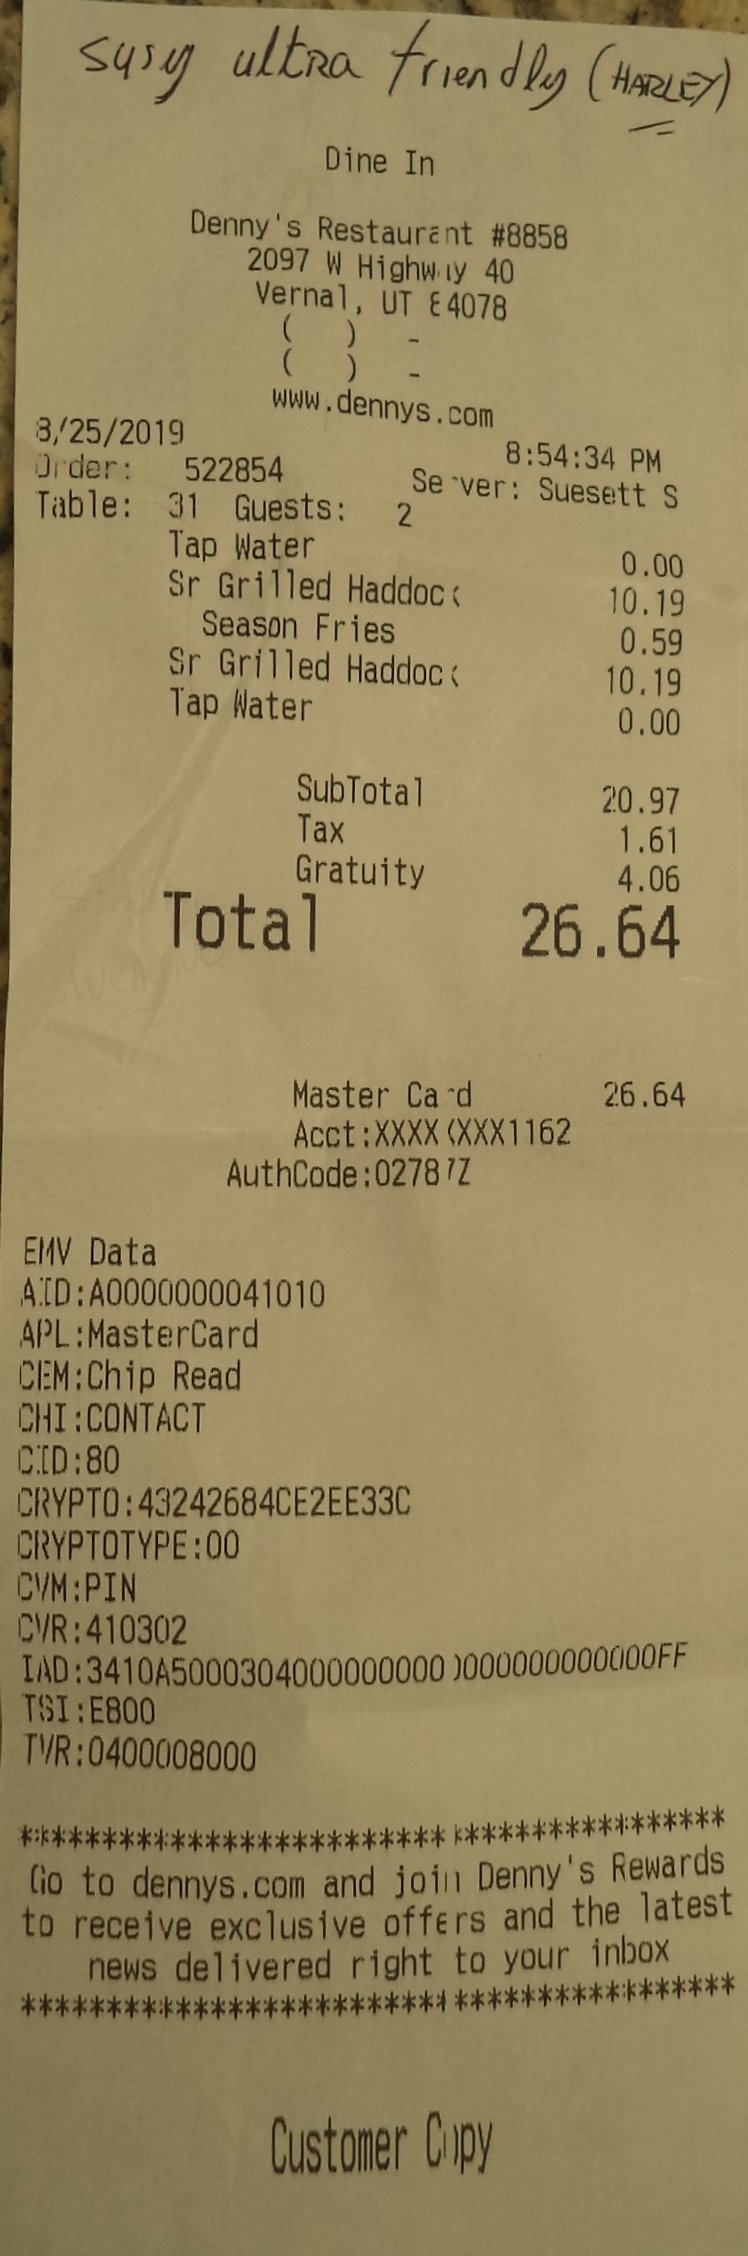 Susy ultra friendly (HARLEY)
Dine In
Denny's Restaurant #8858
2097 W Highway 40
Vernal, UT 84078
(   )   -
(   )   -
www.dennys.com
8/25/2019 8:54:34 PM
Order: 522854 Server: Suesett S
Table: 31 Guests: 2
Tap Water 0.00
Sr Grilled Haddock 10.19
Season Fries 0.59
Sr Grilled Haddock 10.19
Tap Water 0.00
SubTotal 20.97
Tax 1.61
Gratuity 4.06
Total 26.64
Master Card 26.64
Acct:XXXXXXXX1162
AuthCode:02787Z
EMV Data
AID:A0000000041010
APL:MasterCard
CEM:Chip Read
CHI:CONTACT
CID:80
CRYPTO:43242684CE2EE33C
CRYPTOTYPE:00
CVM:PIN
CVR:410302
IAD:3410A50003040000000000000000000000FF
TSI:E800
TVR:0400008000
******************************************
Go to dennys.com and join Denny's Rewards
to receive exclusive offers and the latest
news delivered right to your inbox
******************************************
Customer Copy